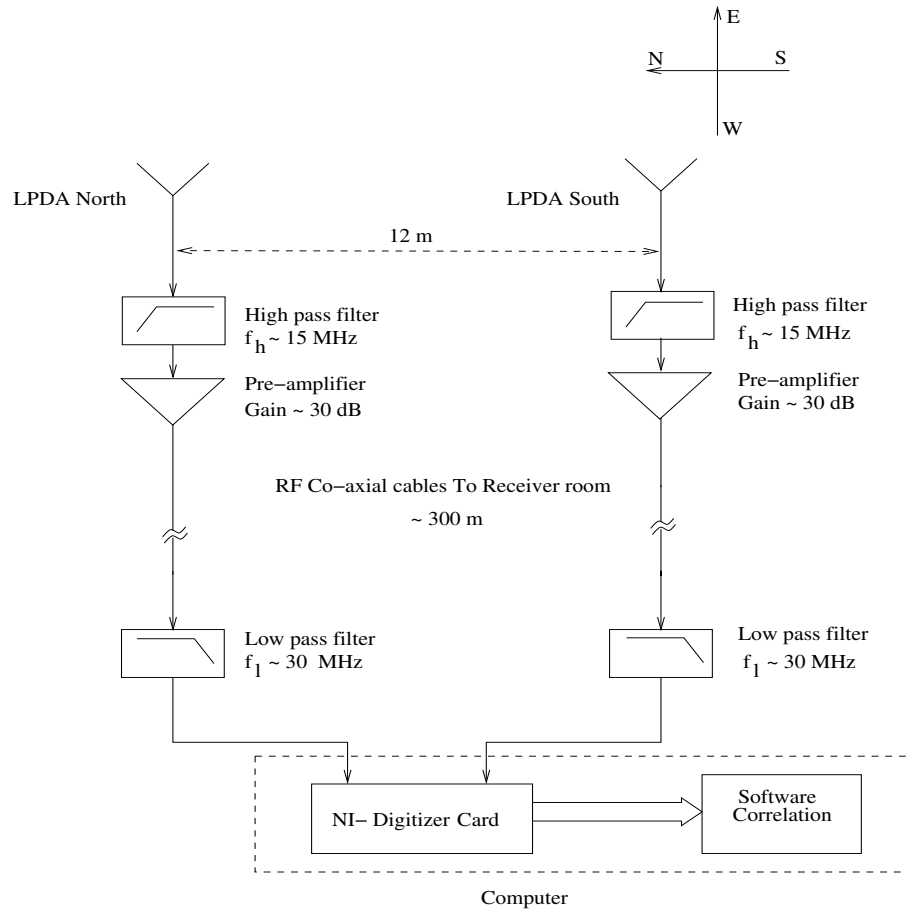 E
N
S
W
LPDA North
LPDA South
12 m
High pass filter
f_h ~ 15 MHz
High pass filter
f_h ~ 15 MHz
Pre-amplifier
Gain ~ 30 dB
Pre-amplifier
Gain ~ 30 dB
RF Co-axial cables To Receiver room
~ 300 m
Low pass filter
f_l ~ 30 MHz
Low pass filter
f_l ~ 30 MHz
NI- Digitizer Card
Software
Correlation
Computer